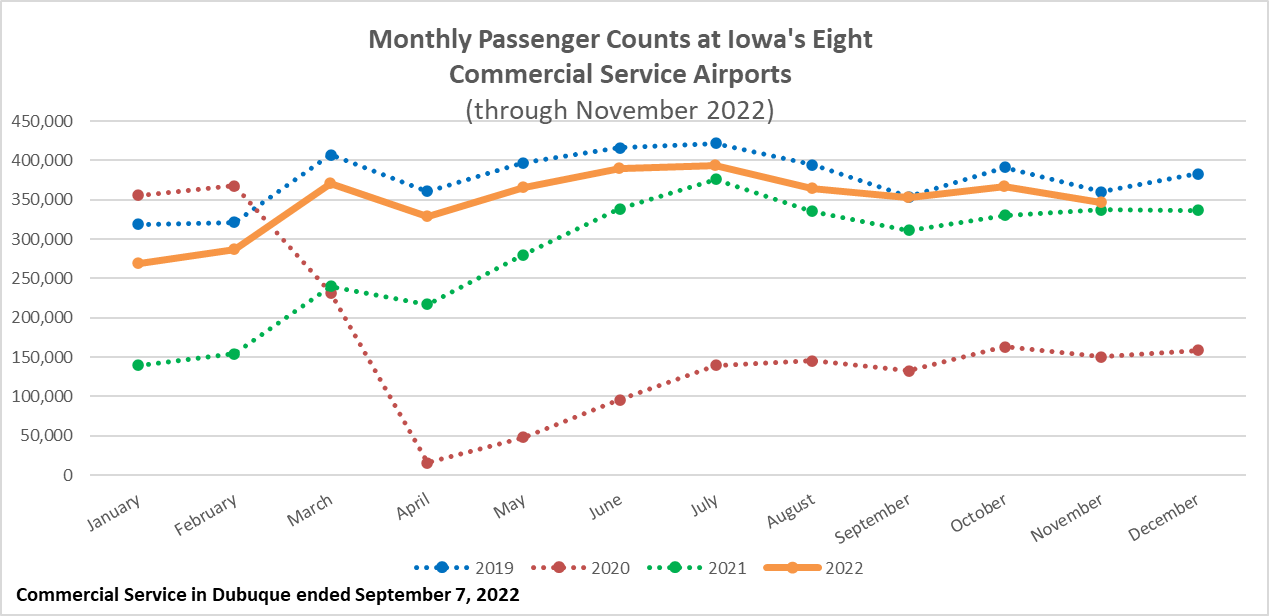 Monthly Passenger Counts at Iowa's Eight
Commercial Service Airports
(through November 2022)
450,000
400,000
350,000
300,000
250,000
200,000
150,000
100,000
50,000
0
January
February
March
April
May
June
July
August
September
October
November
December
2019 2020 2021 2022
Commercial Service in Dubuque ended September 7, 2022